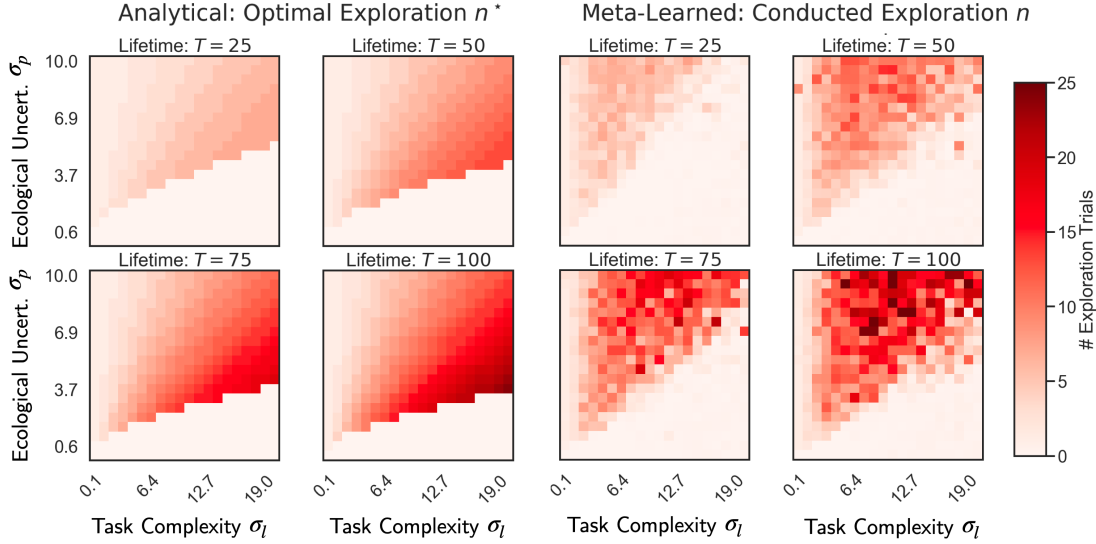 Analytical: Optimal Exploration n*
Meta-Learned: Conducted Exploration n
Lifetime: T = 25
Lifetime: T = 50
Lifetime: T = 25
Lifetime: T = 50
Ecological Uncert. σp
10.0
6.9
3.7
0.6
Lifetime: T = 75
Lifetime: T = 100
Lifetime: T = 75
Lifetime: T = 100
Ecological Uncert. σp
10.0
6.9
3.7
0.6
0.1 6.4 12.7 19.0
0.1 6.4 12.7 19.0
0.1 6.4 12.7 19.0
0.1 6.4 12.7 19.0
Task Complexity σl
Task Complexity σl
Task Complexity σl
Task Complexity σl
25
20
15
10
5
0
# Exploration Trials